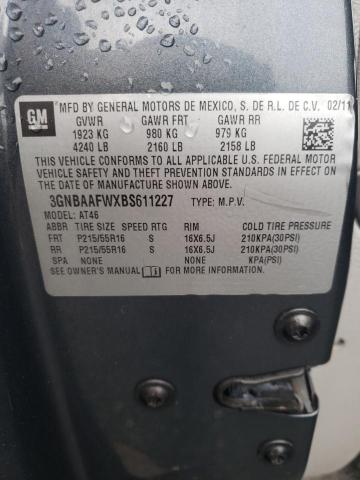 GM
MFD BY GENERAL MOTORS DE MEXICO, S. DE R.L. DE C.V. 02/11
GVWR GAWR FRT GAWR RR
1923 KG 980 KG 979 KG
4240 LB 2160 LB 2158 LB
THIS VEHICLE CONFORMS TO ALL APPLICABLE U.S. FEDERAL MOTOR
VEHICLE SAFETY, BUMPER, AND THEFT PREVENTION STANDARDS IN
EFFECT ON THE DATE OF MANUFACTURE SHOWN ABOVE.
3GNBAAFWXBS611227 TYPE: M.P.V.
MODEL: AT46
ABBR TIRE SIZE SPEED RTG RIM COLD TIRE PRESSURE
FRT P215/55R16 S 16X6.5J 210KPA(30PSI)
RR P215/55R16 S 16X6.5J 210KPA(30PSI)
SPA NONE NONE KPA(PSI)
SEE OWNER'S MANUAL FOR MORE INFORMATION.